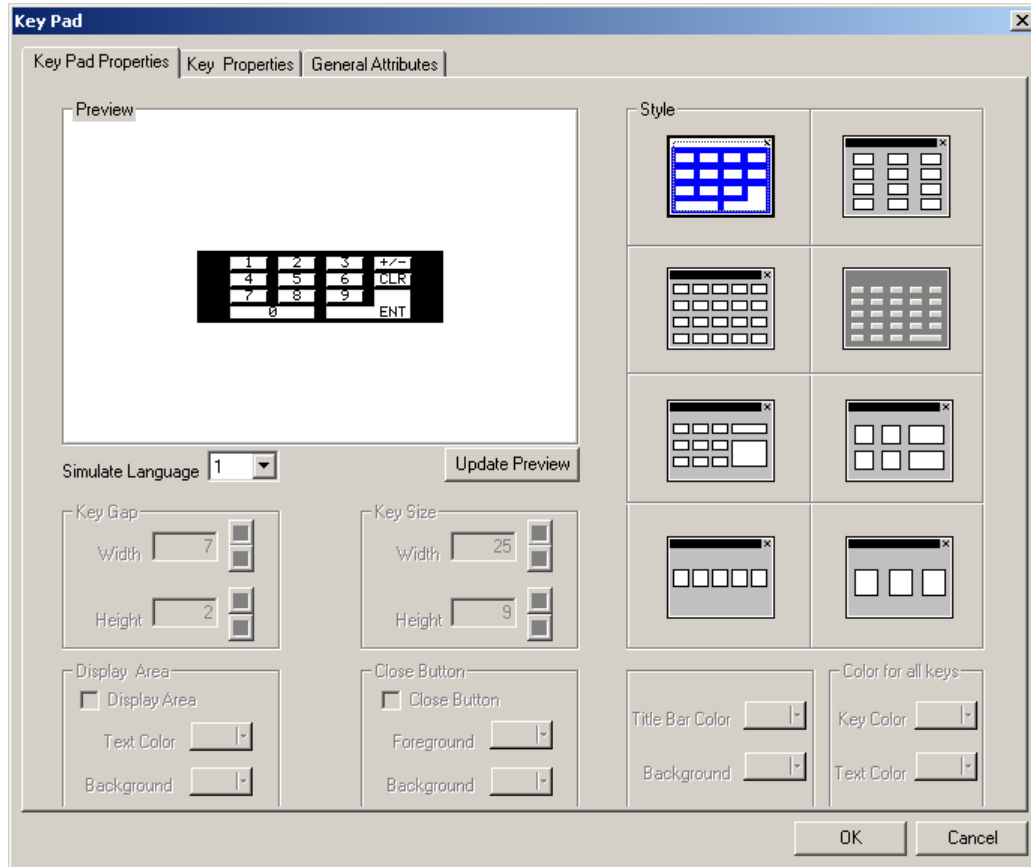 Key Pad
Key Pad Properties Key Properties General Attributes
Preview
1 2 3 +/-
4 5 6 CLR
7 8 9
0 ENT
Simulate Language 1
Update Preview
Key Gap
Width 7
Height 2
Key Size
Width 25
Height 9
Display Area
Display Area
Text Color
Background
Close Button
Close Button
Foreground
Background
Style
Title Bar Color
Background
Color for all keys
Key Color
Text Color
OK Cancel